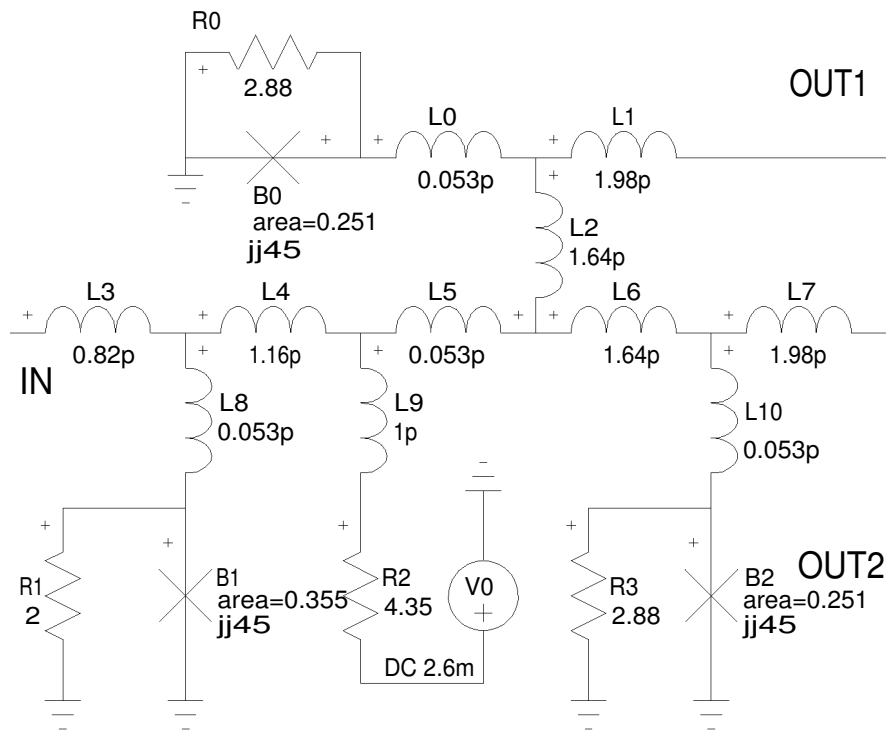 R0
2.88
OUT1
L0
L1
0.053p
1.98p
B0
area=0.251
jj45
L2
1.64p
L3
L4
L5
L6
L7
0.82p
1.16p
0.053p
1.64p
1.98p
IN
L8
0.053p
L9
1p
L10
0.053p
R1
2
B1
area=0.355
jj45
R2
4.35
V0
DC 2.6m
R3
2.88
B2
area=0.251
jj45
OUT2